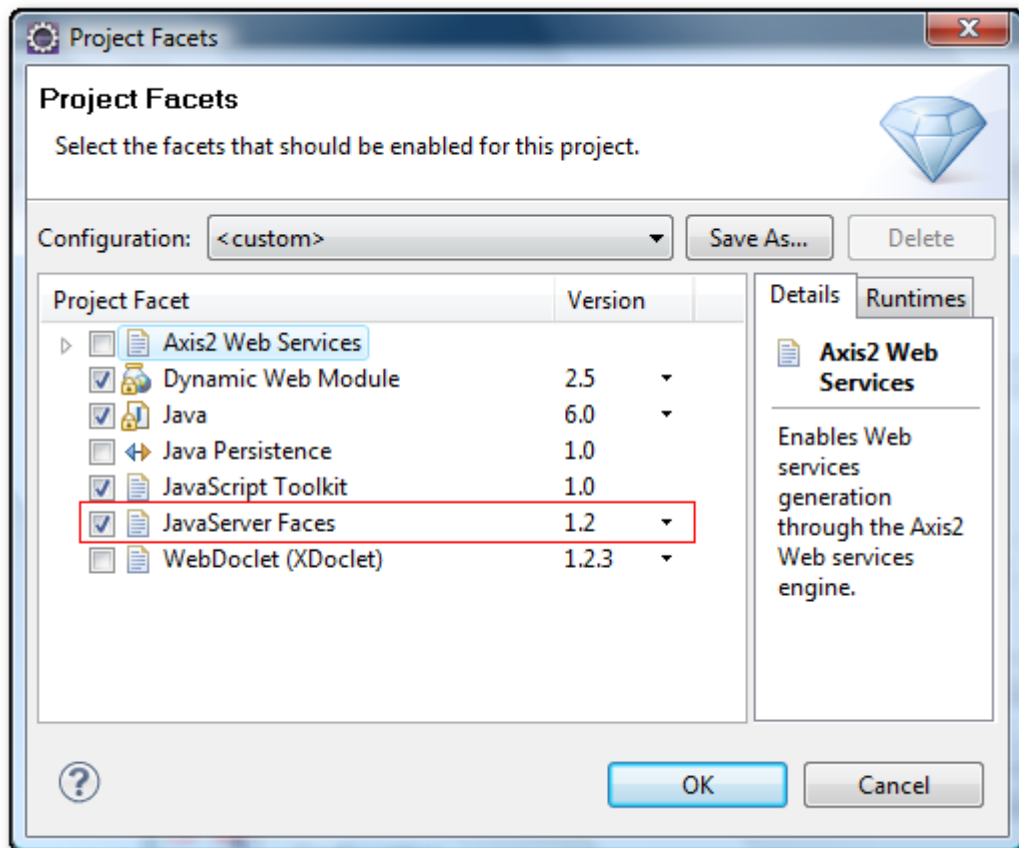 Project Facets
Project Facets
Select the facets that should be enabled for this project.
Configuration: <custom> Save As... Delete
Project Facet Version
Axis2 Web Services
Dynamic Web Module 2.5
Java 6.0
Java Persistence 1.0
JavaScript Toolkit 1.0
JavaServer Faces 1.2
WebDoclet (XDoclet) 1.2.3
Details Runtimes
Axis2 Web
Services
Enables Web
services
generation
through the Axis2
Web services
engine.
OK Cancel